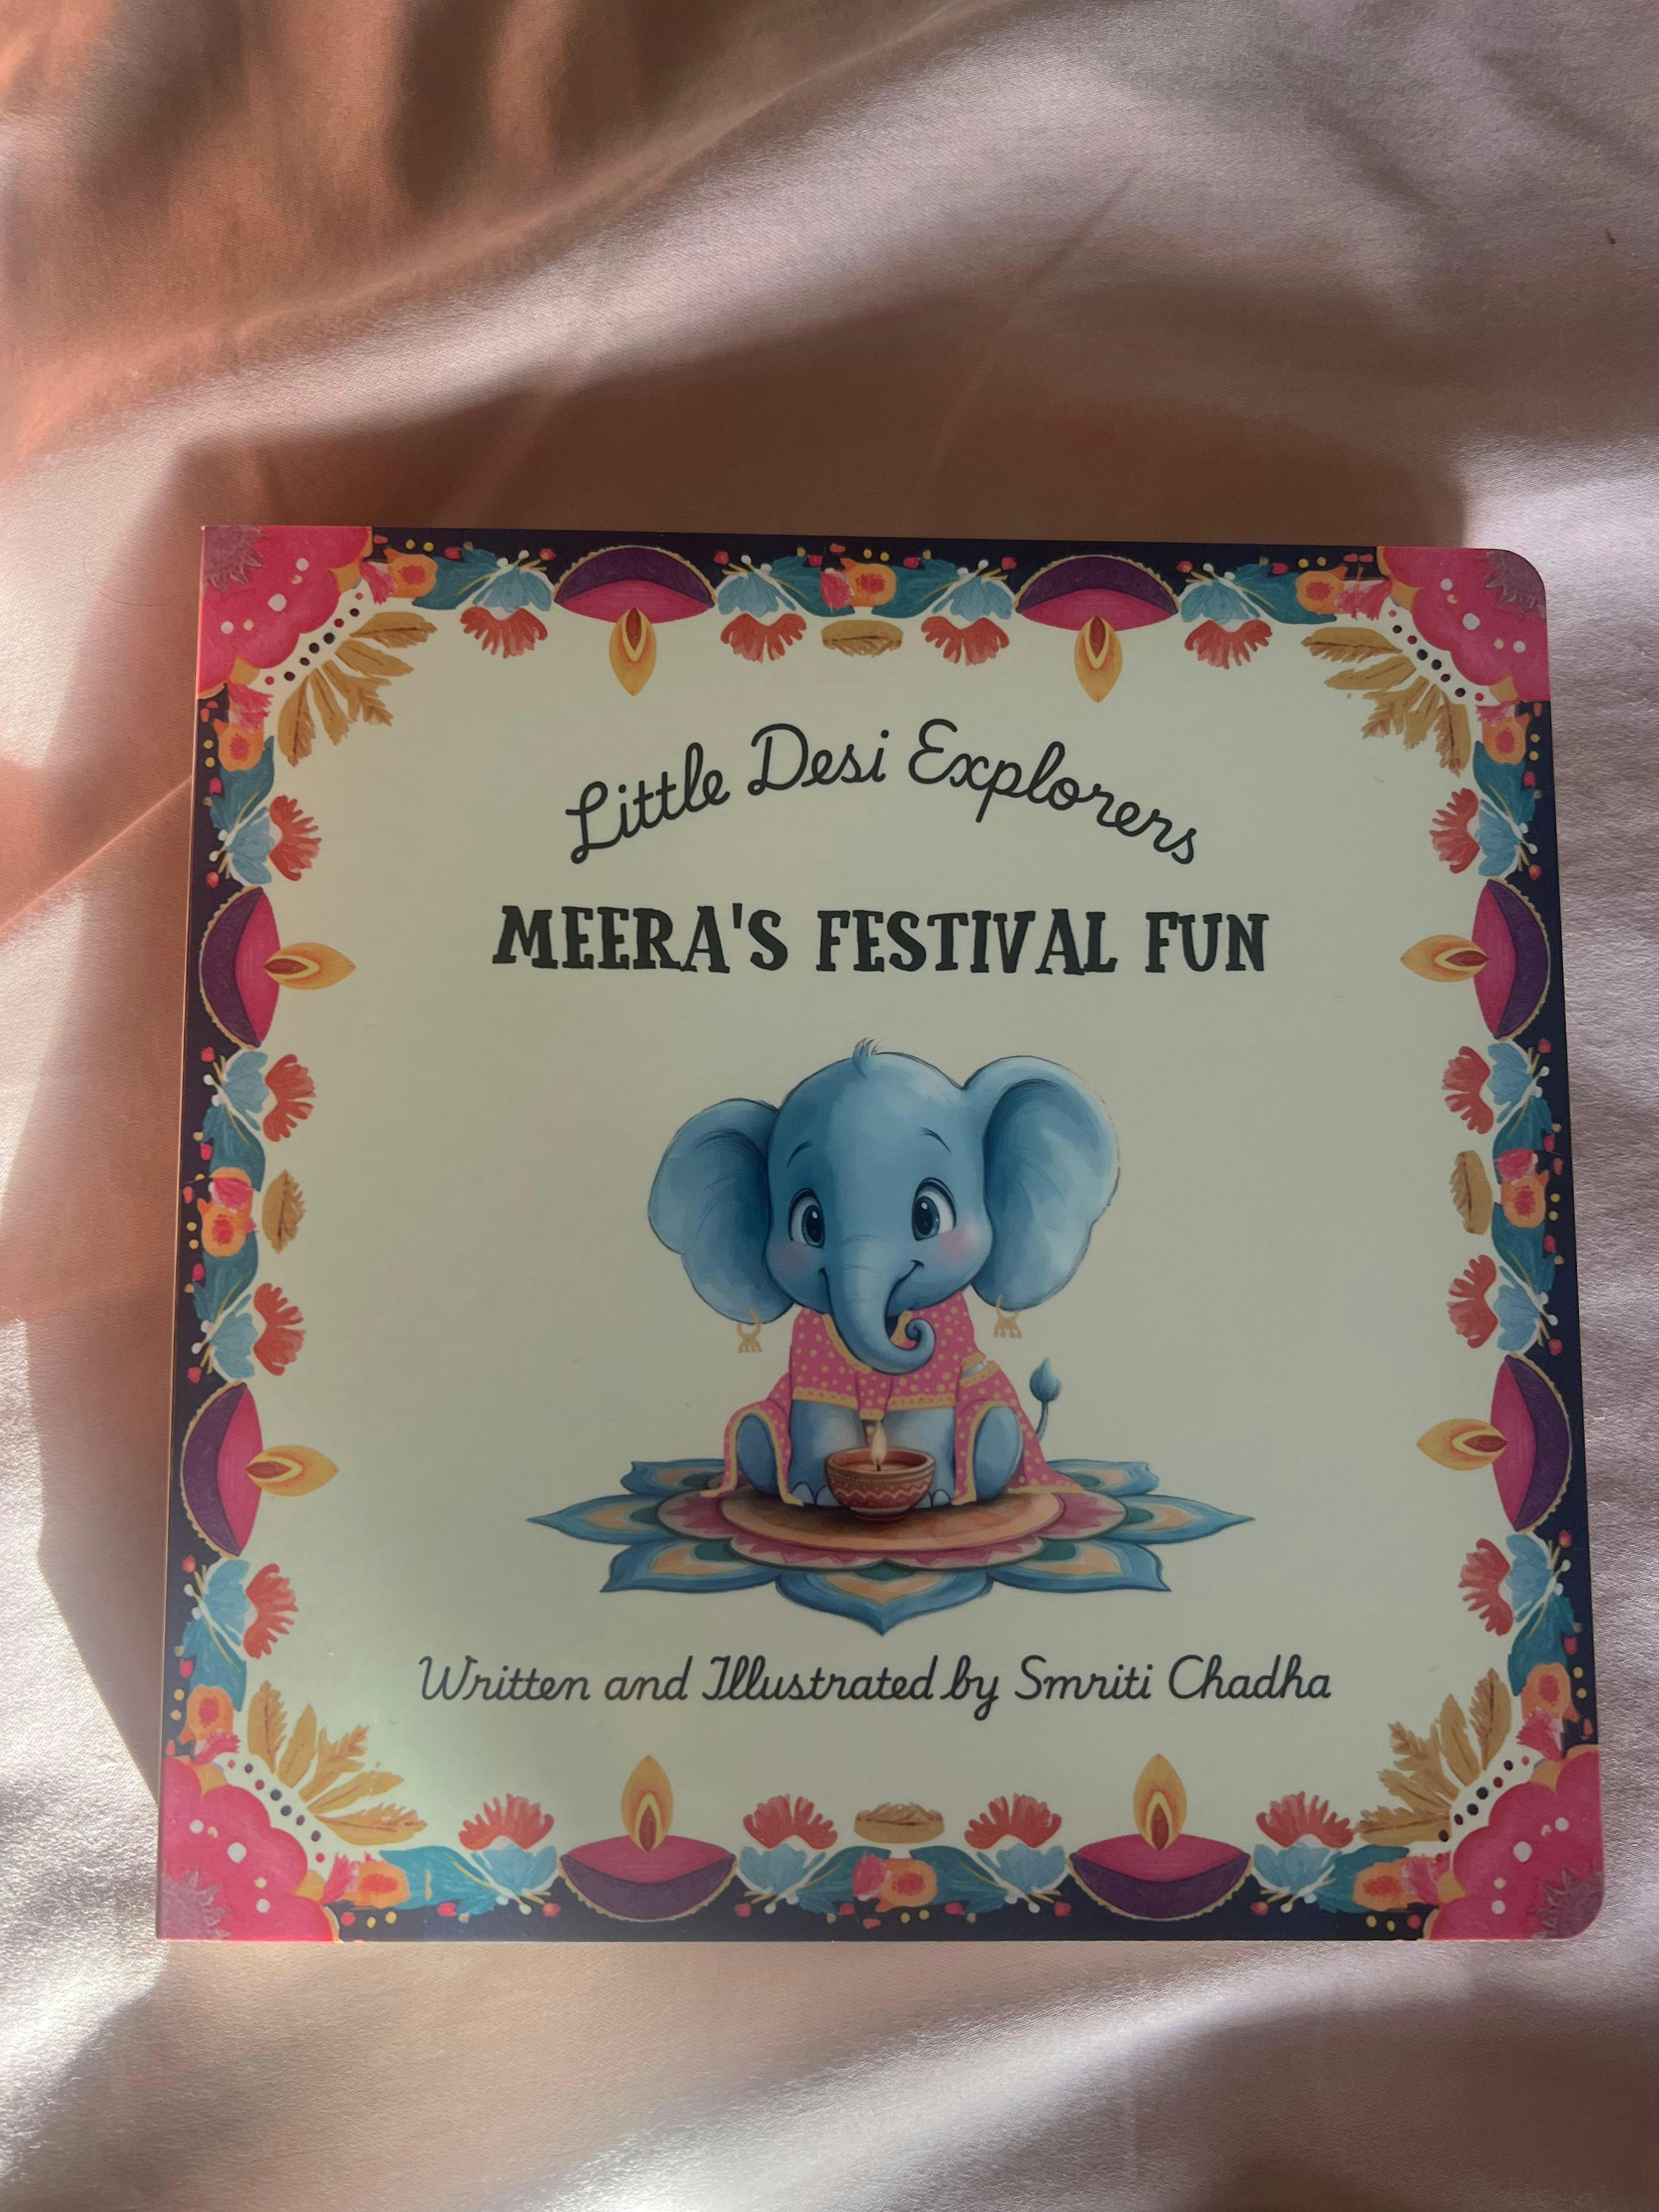 Little Desi Explorers
MEERA'S FESTIVAL FUN
Written and Illustrated by Smriti Chadha